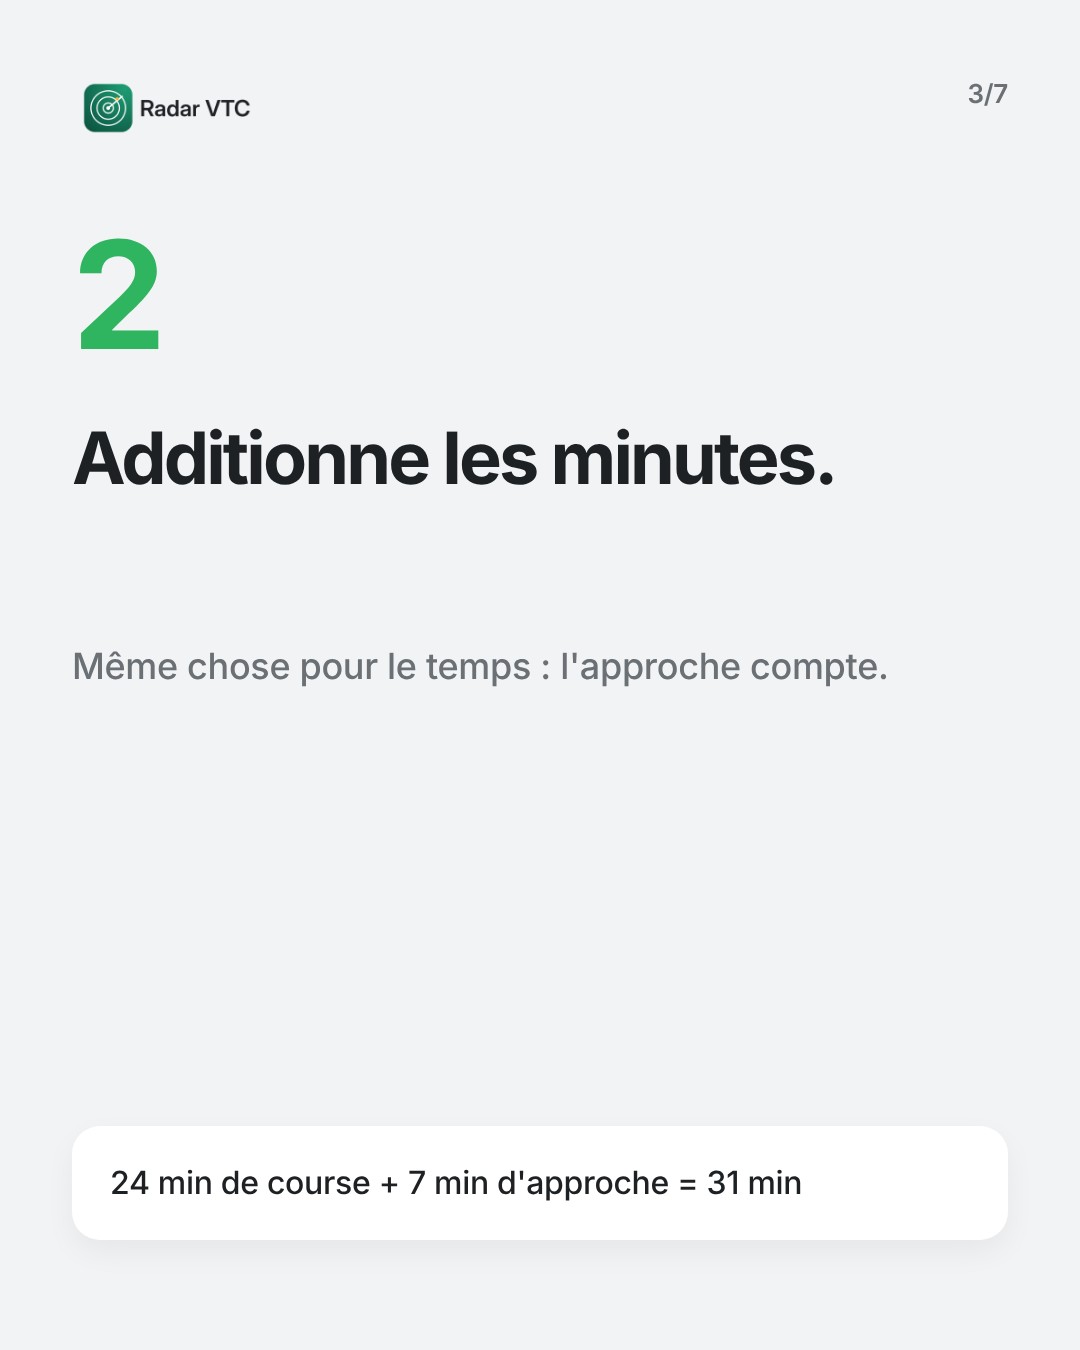 Radar VTC
3/7
2
Additionne les minutes.
Même chose pour le temps : l'approche compte.
24 min de course + 7 min d'approche = 31 min